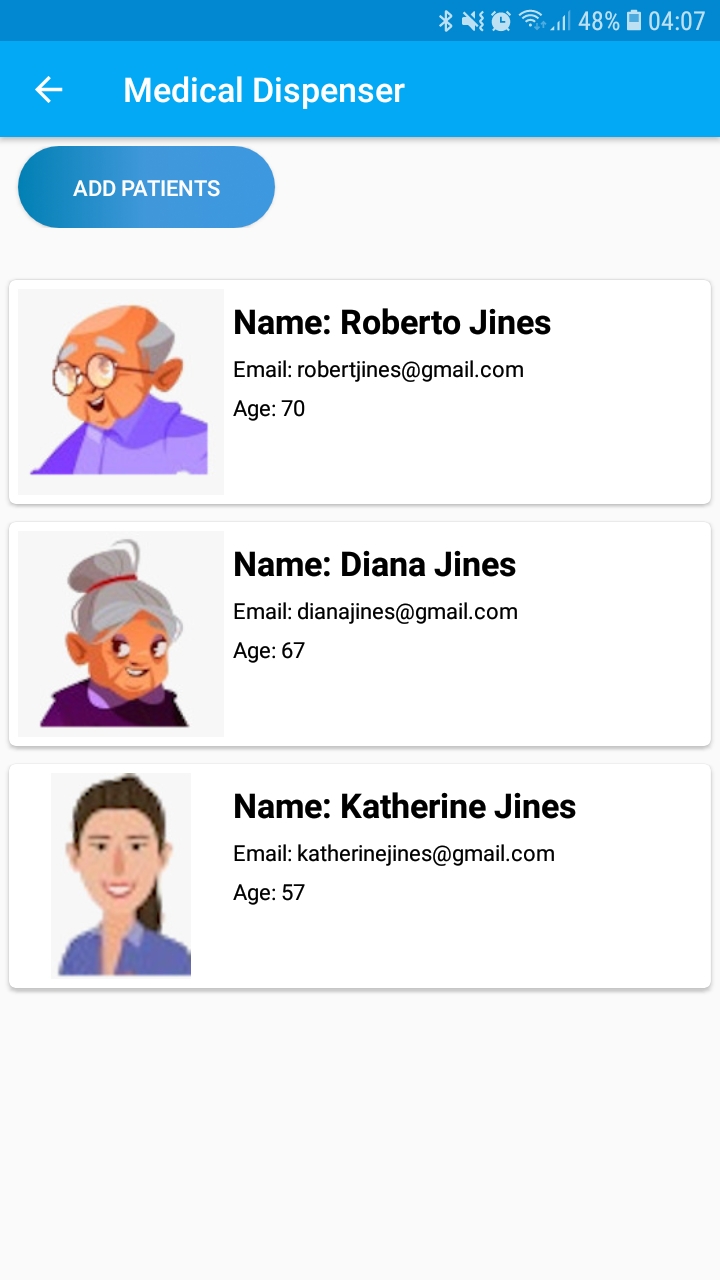 48% 04:07
Medical Dispenser
ADD PATIENTS
Name: Roberto Jines
Email: robertjines@gmail.com
Age: 70
Name: Diana Jines
Email: dianajines@gmail.com
Age: 67
Name: Katherine Jines
Email: katherinejines@gmail.com
Age: 57